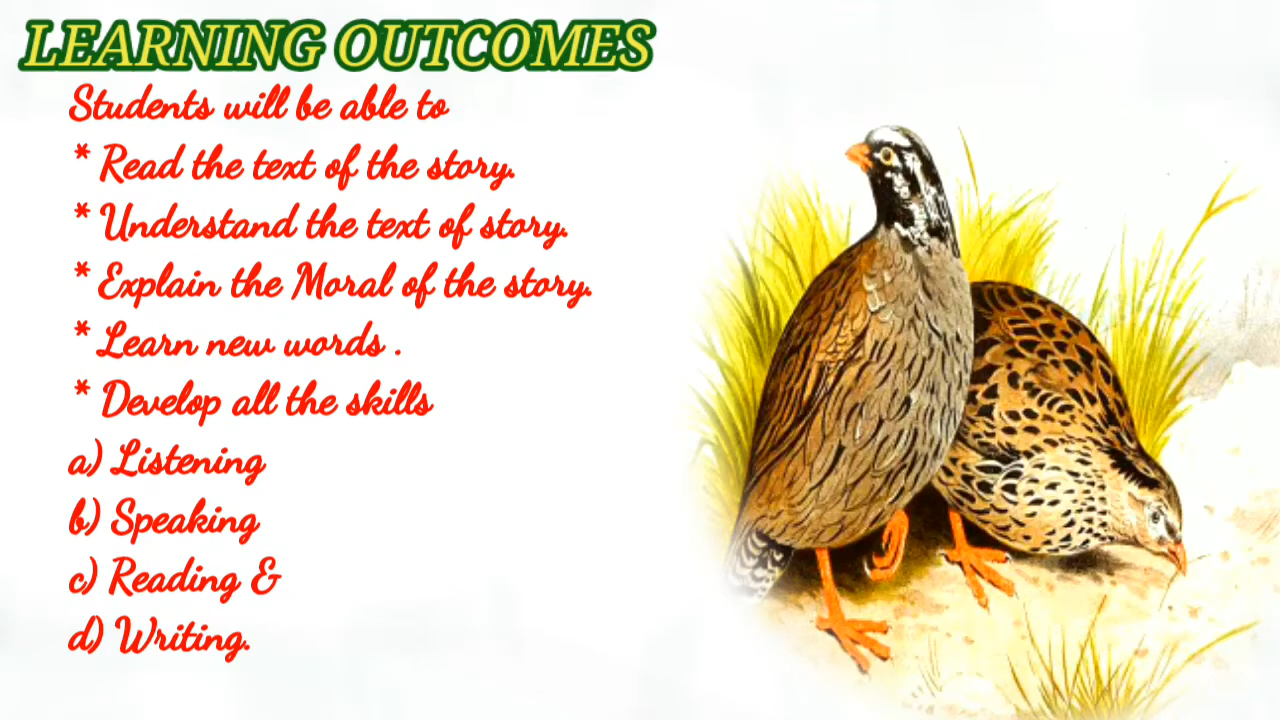 LEARNING OUTCOMES
Students will be able to
* Read the text of the story.
* Understand the text of story.
* Explain the Moral of the story.
* Learn new words .
* Develop all the skills
a) Listening
b) Speaking
c) Reading &
d) Writing.